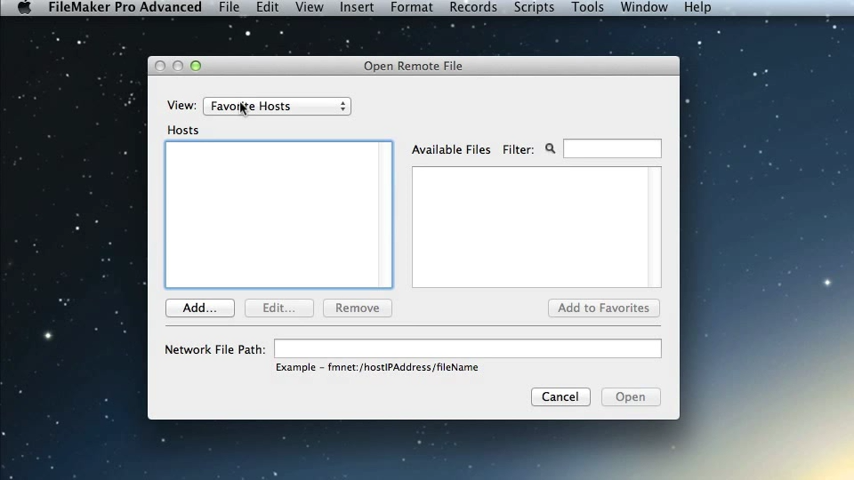 FileMaker Pro Advanced File Edit View Insert Format Records Scripts Tools Window Help
Open Remote File
View: Favorite Hosts
Hosts
Available Files Filter:
Add... Edit... Remove Add to Favorites
Network File Path:
Example – fmnet:/hostIPAddress/fileName
Cancel Open